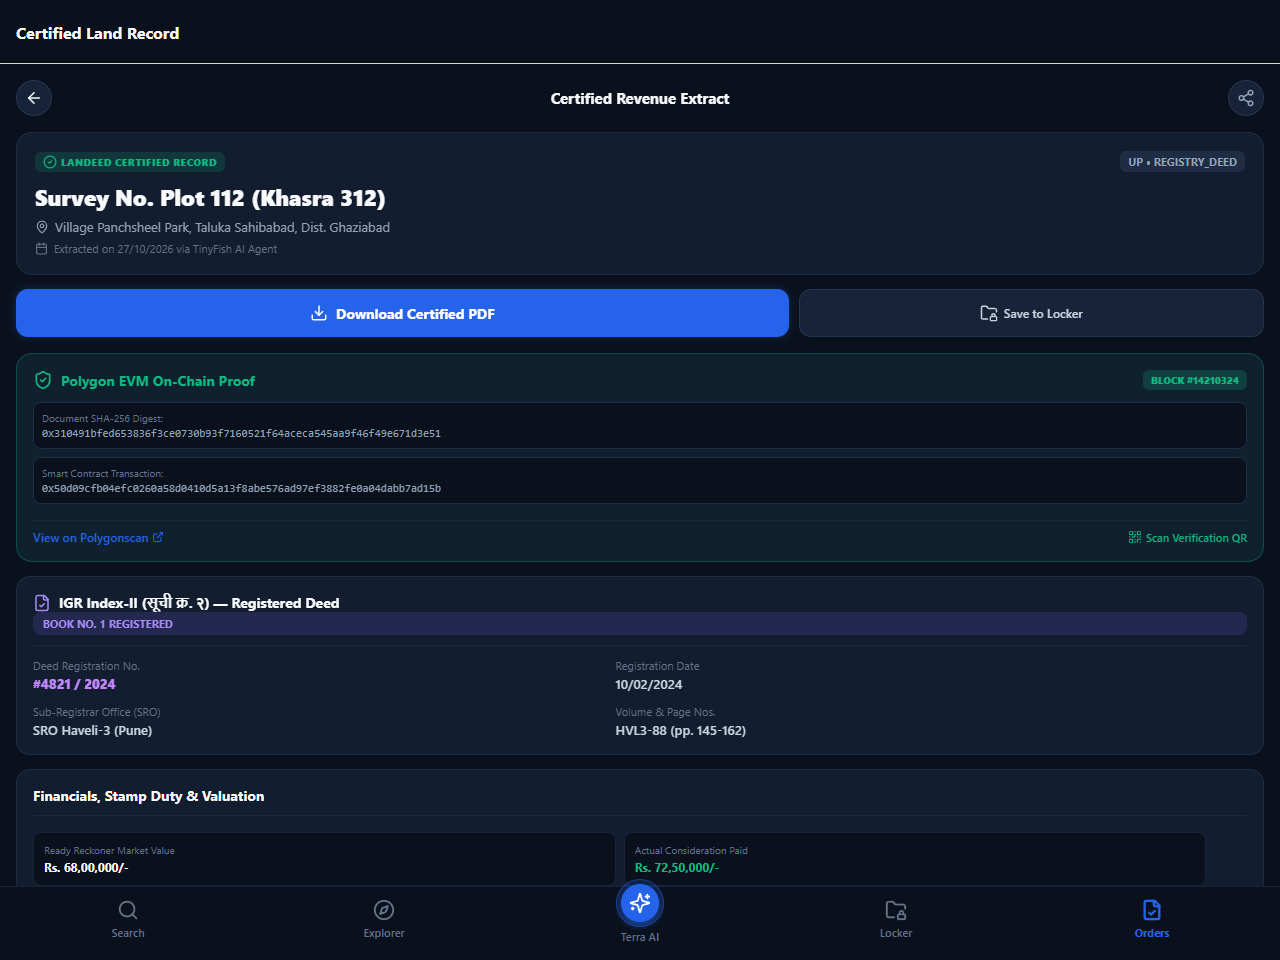 Certified Land Record
Certified Revenue Extract
LANDEED CERTIFIED RECORD
UP • REGISTRY_DEED
Survey No. Plot 112 (Khasra 312)
Village Panchsheel Park, Taluka Sahibabad, Dist. Ghaziabad
Extracted on 27/10/2026 via TinyFish AI Agent
Download Certified PDF
Save to Locker
Polygon EVM On-Chain Proof
BLOCK #14210324
Document SHA-256 Digest:
0x310491bfed653836f3ce0730b93f7160521f64aceca545aa9f46f49e671d3e51
Smart Contract Transaction:
0x50d09cfb04efc0260a58d0410d5a13f8abe576ad97ef3882fe0a04dabb7ad15b
View on Polygonscan
Scan Verification QR
IGR Index-II (सूची क्र. २) — Registered Deed
BOOK NO. 1 REGISTERED
Deed Registration No.
#4821 / 2024
Registration Date
10/02/2024
Sub-Registrar Office (SRO)
SRO Haveli-3 (Pune)
Volume & Page Nos.
HVL3-88 (pp. 145-162)
Financials, Stamp Duty & Valuation
Ready Reckoner Market Value
Rs. 68,00,000/-
Actual Consideration Paid
Rs. 72,50,000/-
Search
Explorer
Terra AI
Locker
Orders